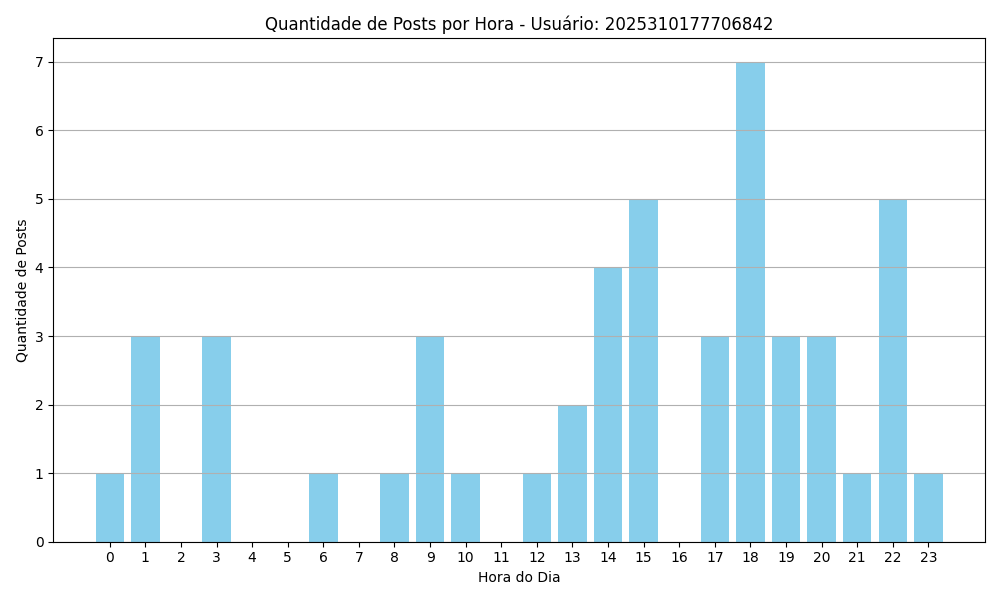 Quantidade de Posts por Hora - Usuário: 2025310177706842
Quantidade de Posts
7
6
5
4
3
2
1
0
0 1 2 3 4 5 6 7 8 9 10 11 12 13 14 15 16 17 18 19 20 21 22 23
Hora do Dia